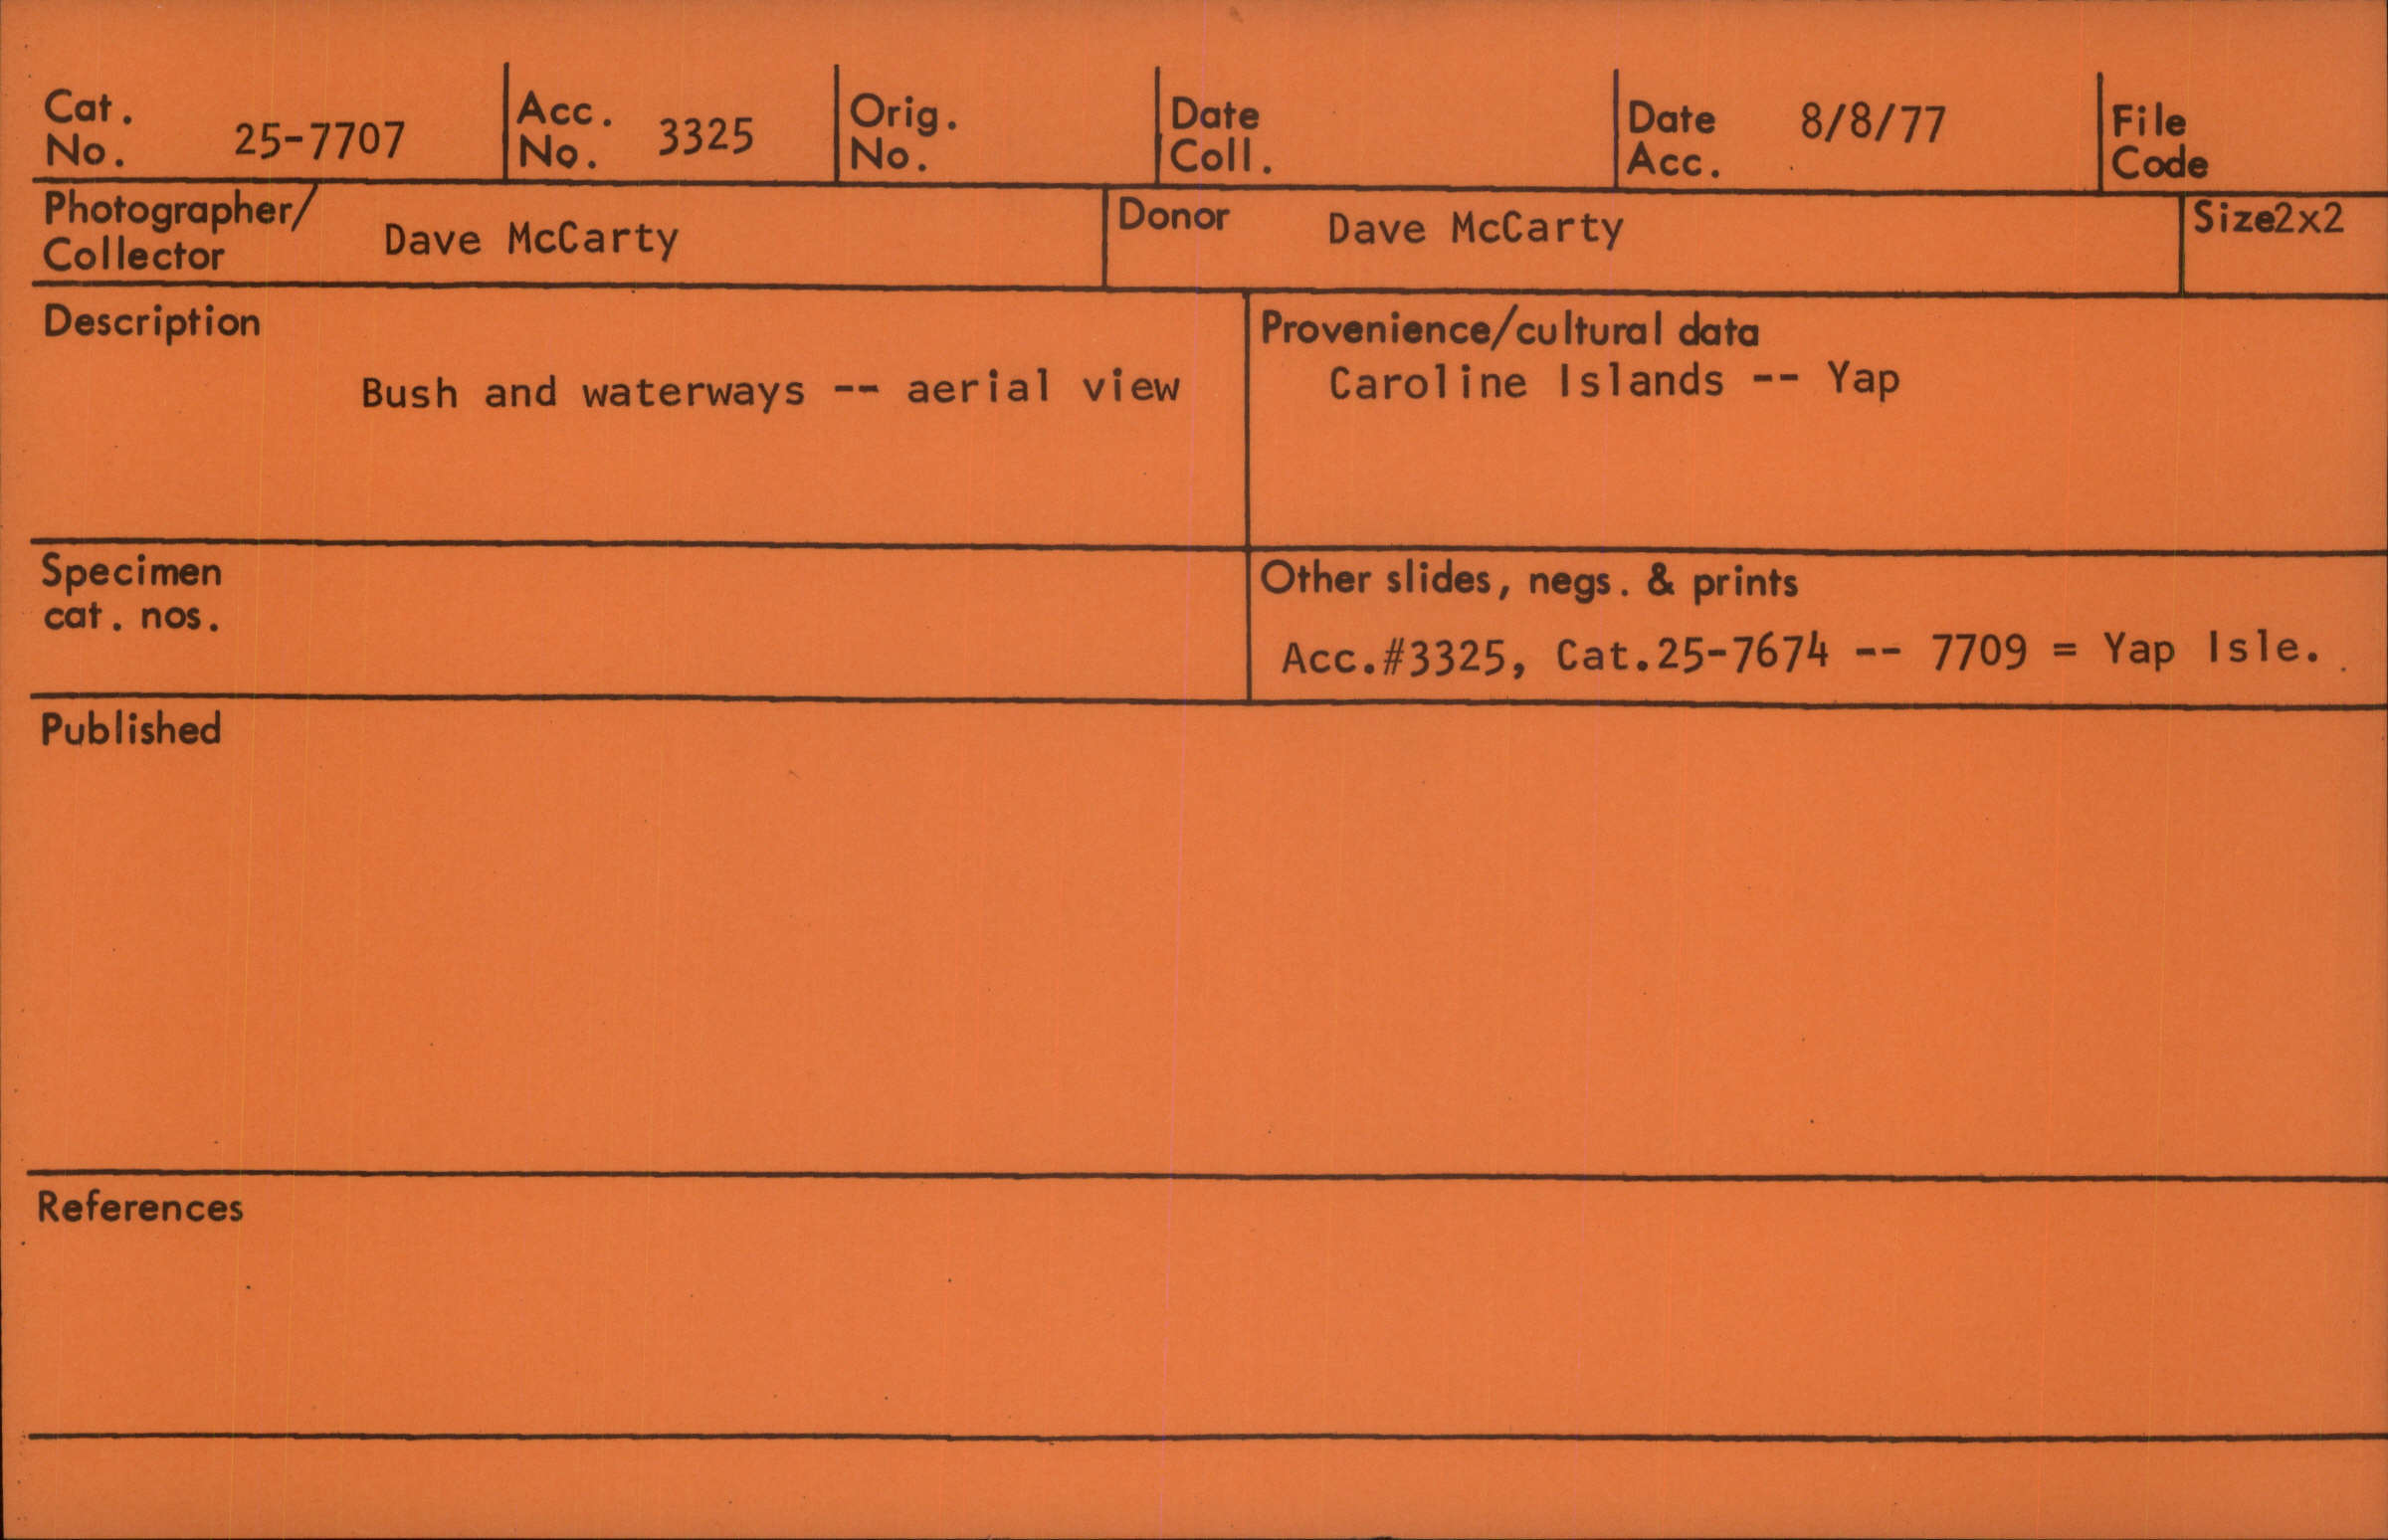 Cat. No. 25-7707
Acc. No. 3325
Orig. No.
Date Coll.
Date Acc. 8/8/77
File Code
Photographer/ Collector Dave McCarty
Donor Dave McCarty
Size2x2
Description
Bush and waterways -- aerial view
Provenience/cultural data
Caroline Islands -- Yap
Specimen
cat. nos.
Other slides, negs. & prints
Acc.#3325, Cat.25-7674 -- 7709 = Yap Isle.
Published
References